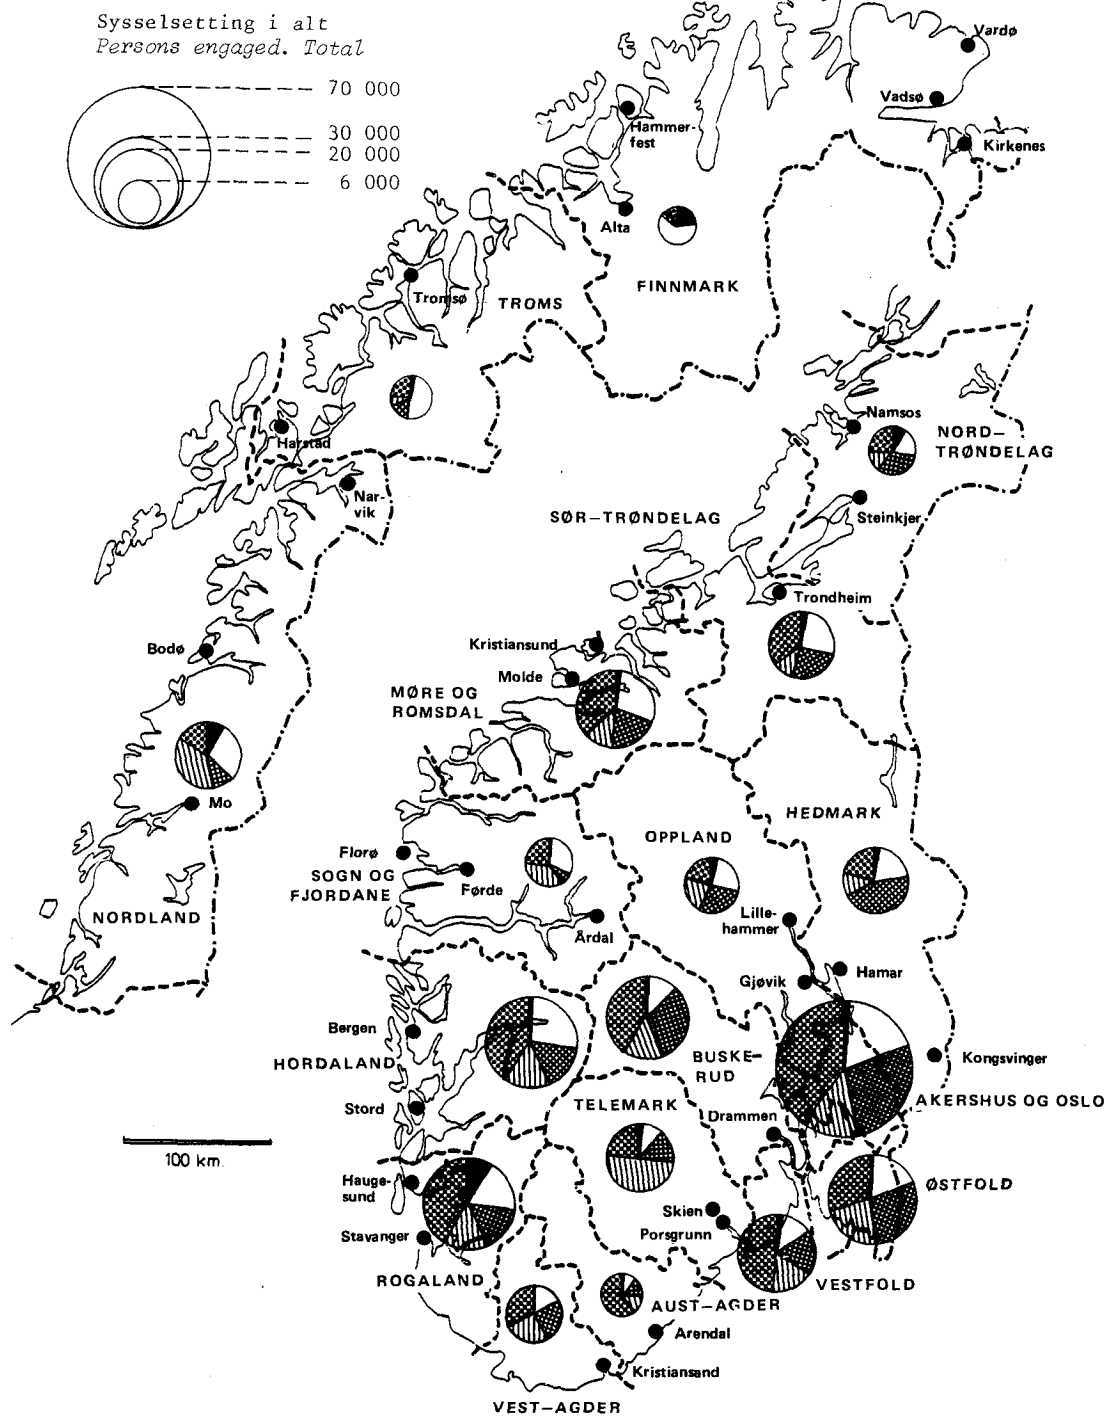 Sysselsetting i alt
Persons engaged. Total
70 000
30 000
20 000
6 000
Vardø
Vadsø
Hammer-
fest
Kirkenes
Alta
FINNMARK
Tromsø
TROMS
Harstad
Namsos
NORD-
TRØNDELAG
Nar-
vik
SØR-TRØNDELAG
Steinkjer
Trondheim
Bodø
Kristiansund
Molde
MØRE OG
ROMSDAL
Mo
HEDMARK
OPPLAND
Florø
SOGN OG
FJORDANE
Førde
NORDLAND
Lille-
hammer
Årdal
Gjøvik
Hamar
Bergen
HORDALAND
BUSKE-
RUD
Kongsvinger
Stord
TELEMARK
Drammen
AKERSHUS OG OSLO
100 km.
Hauge-
sund
ØSTFOLD
Skien
Porsgrunn
Stavanger
ROGALAND
VESTFOLD
AUST-AGDER
Arendal
Kristiansand
VEST-AGDER